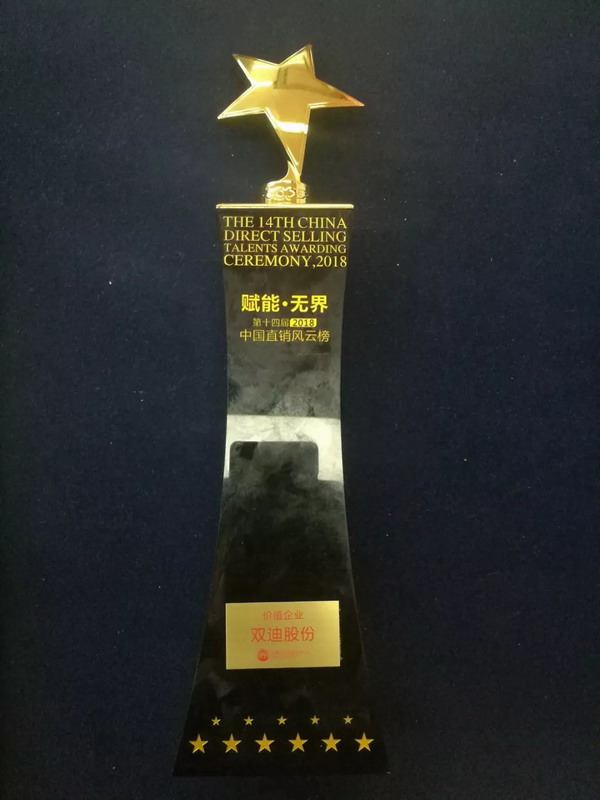 THE 14TH CHINA
DIRECT SELLING
TALENTS AWARDING
CEREMONY,2018
赋能·无界
第十四届2018
中国直销风云榜
价值企业
双迪股份